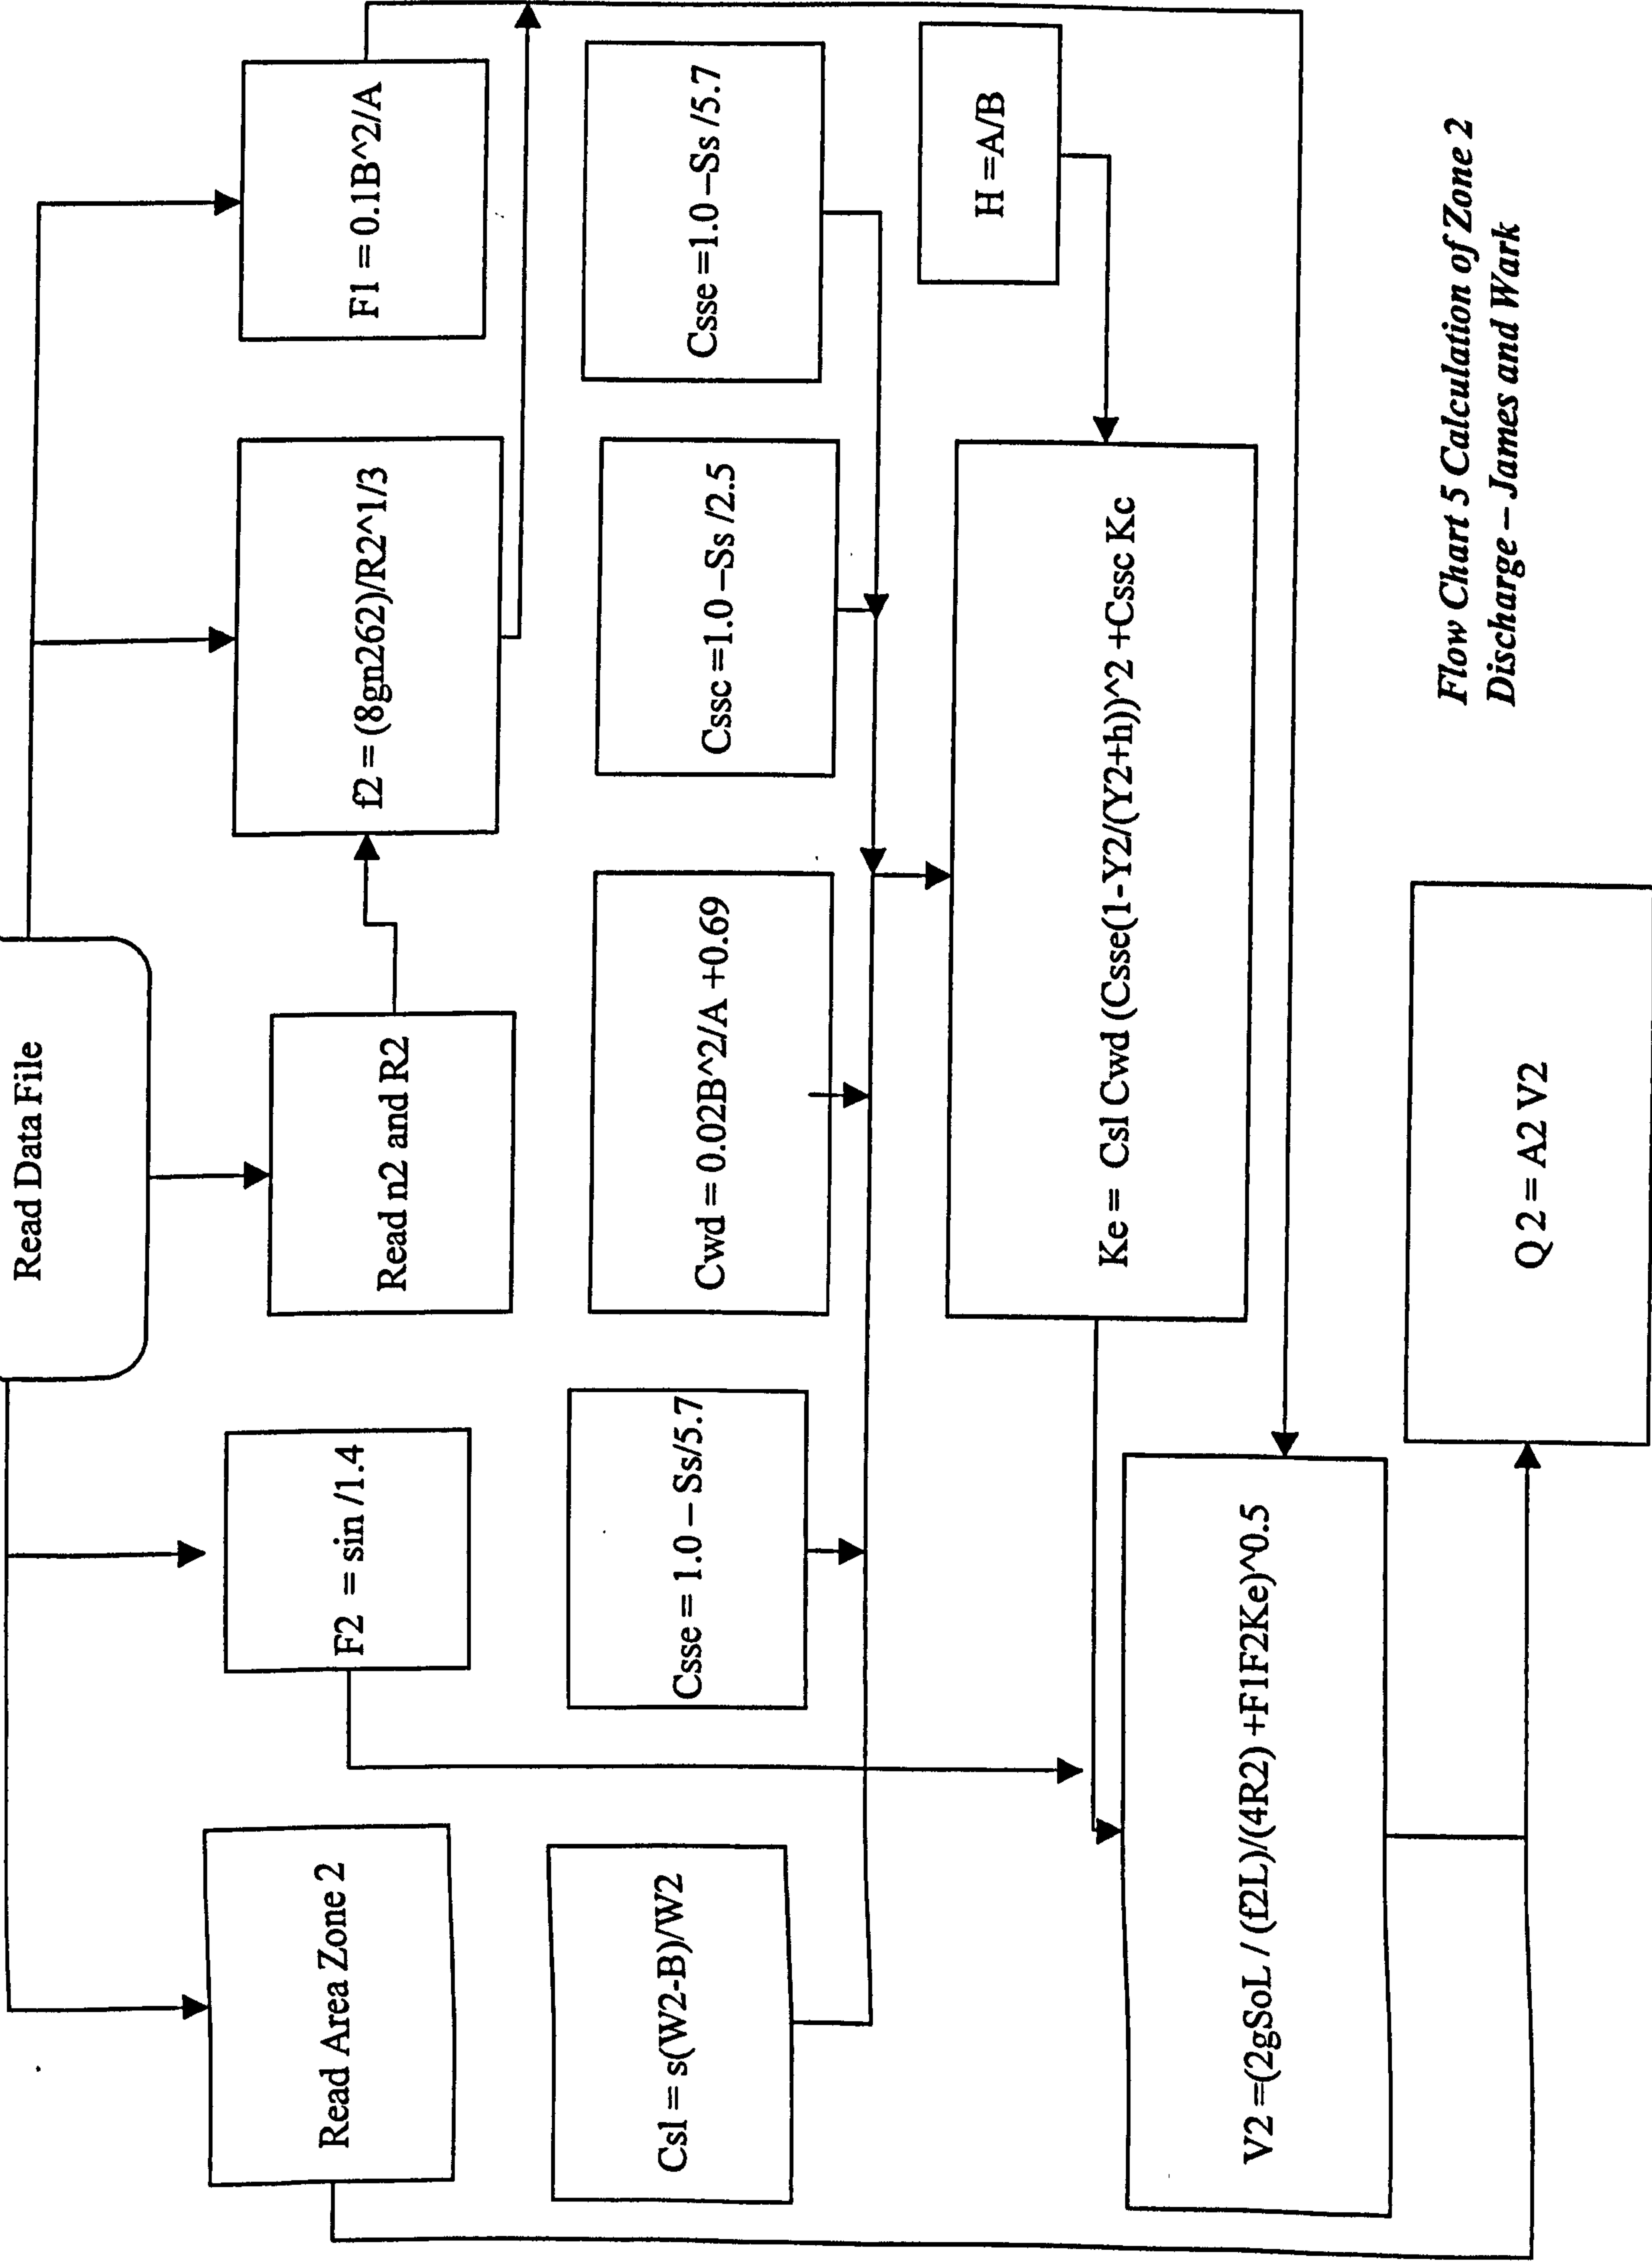 Read Data File
Read Area Zone 2
F2 = sin /1.4
Read n2 and R2
f2 = (8gn262)/R2^1/3
F1 = 0.1B^2/A
Csl = s(W2-B)/W2
Csse = 1.0 – Ss/5.7
Cwd = 0.02B^2/A +0.69
Cssc =1.0 –Ss /2.5
Csse =1.0 –Ss /5.7
H =A/B
Ke = Csl Cwd (Csse(1-Y2/(Y2+h))^2 +Cssc Kc
V2 =(2gSoL / (f2L)/(4R2) +F1F2Ke)^0.5
Q 2 = A2 V2
Flow Chart 5 Calculation of Zone 2
Discharge – James and Wark